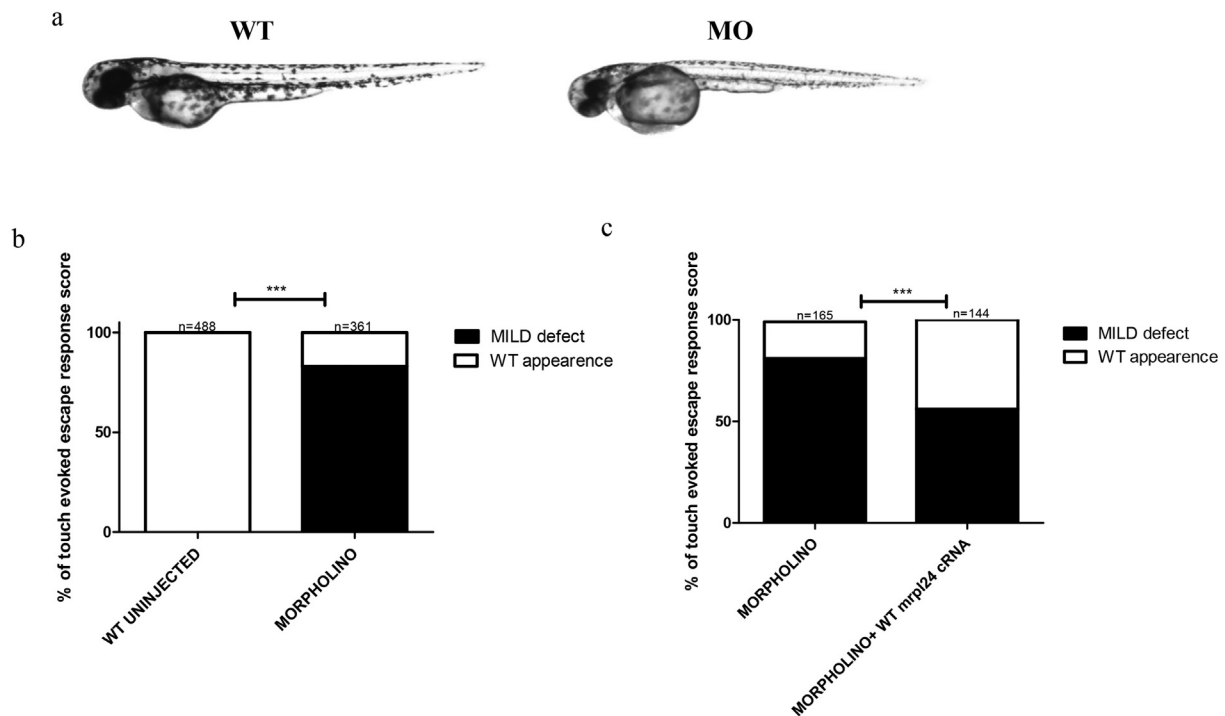 a
WT
MO
b
% of touch evoked escape response score
***
n=488
n=361
100
50
0
MILD defect
WT appearence
WT UNINJECTED
MORPHOLINO
c
% of touch evoked escape response score
***
n=165
n=144
100
50
0
MILD defect
WT appearence
MORPHOLINO
MORPHOLINO+ WT mrpl24 cRNA